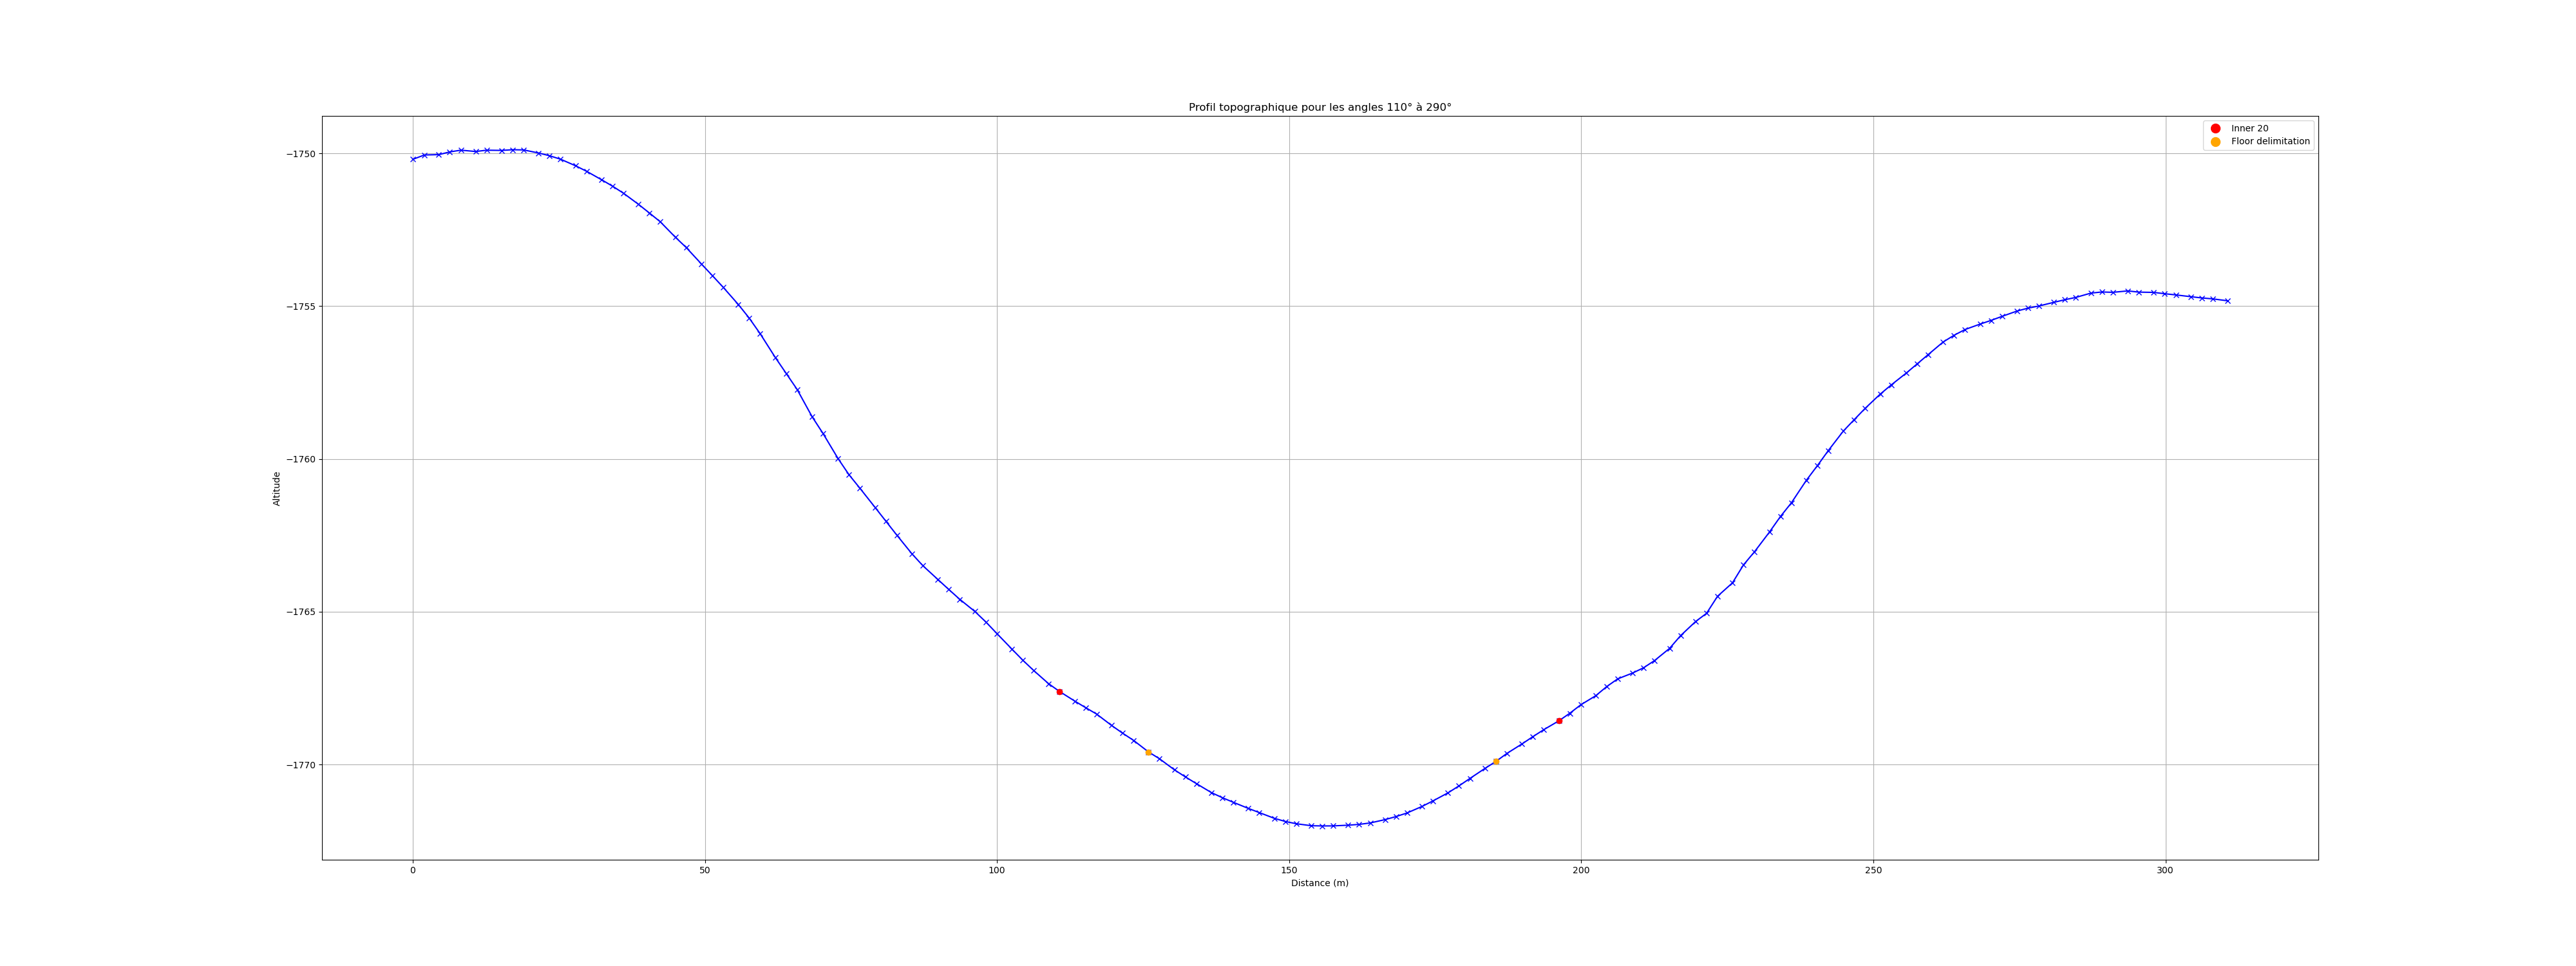 Profil topographique pour les angles 110° à 290°
Inner 20
Floor delimitation
−1750
−1755
−1760
−1765
−1770
Altitude
0
50
100
150
200
250
300
Distance (m)